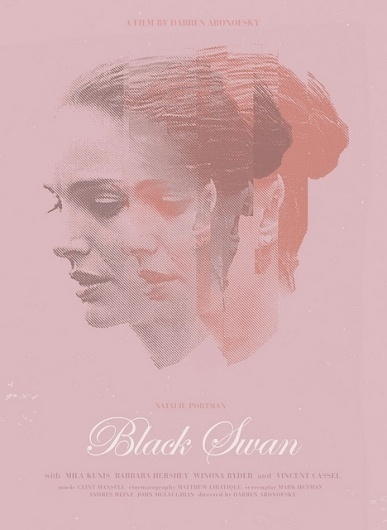 A FILM BY DARREN ARONOFSKY
NATALIE PORTMAN
Black Swan
with MILA KUNIS BARBARA HERSHEY WINONA RYDER and VINCENT CASSEL
music CLINT MANSELL cinematography MATTHEW LIBATIQUE screenplay MARK HEYMAN
ANDRES HEINZ JOHN MCLAUGHLIN directed by DARREN ARONOFSKY